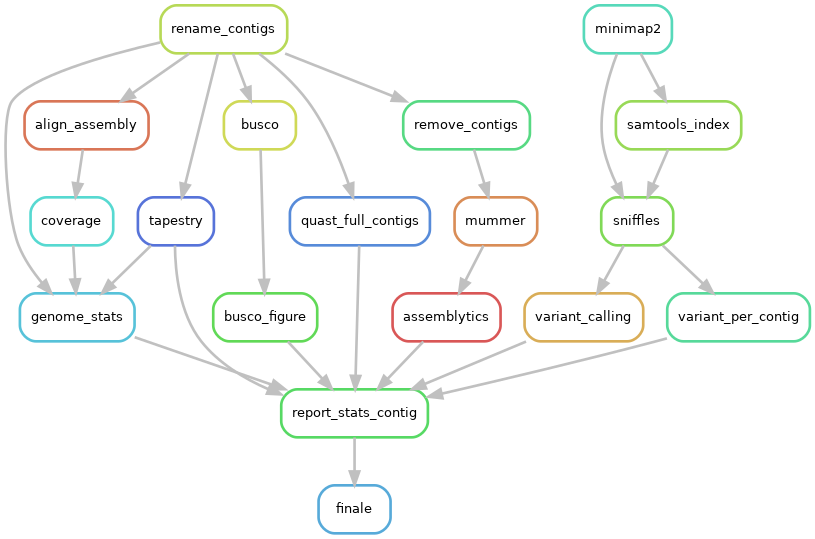 rename_contigs
minimap2
align_assembly
busco
remove_contigs
samtools_index
coverage
tapestry
quast_full_contigs
mummer
sniffles
genome_stats
busco_figure
assemblytics
variant_calling
variant_per_contig
report_stats_contig
finale